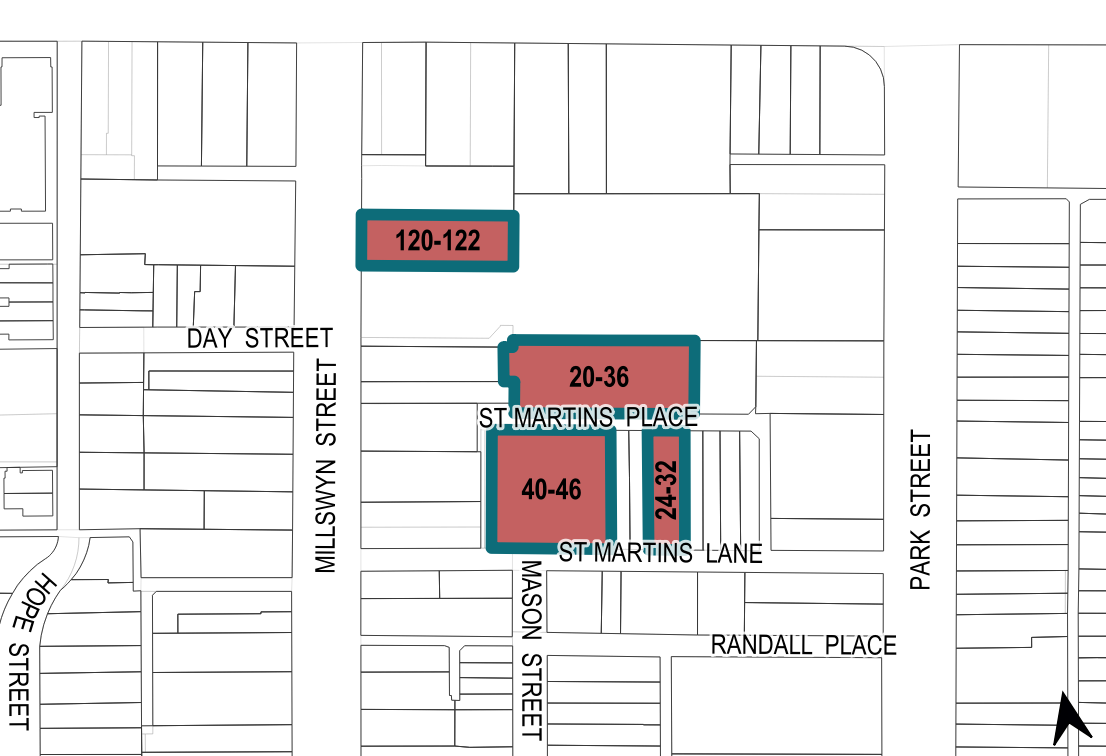 120-122
DAY STREET
20-36
ST MARTINS PLACE
MILLSWYN STREET
40-46
24-32
PARK STREET
ST MARTINS LANE
HOPE STREET
MASON STREET
RANDALL PLACE